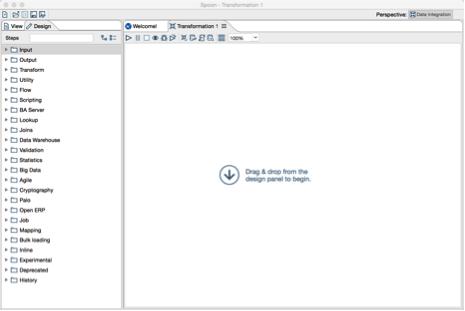 Spoon - Transformation 1
Perspective: Data Integration
View Design Welcome! Transformation 1
Steps 100%
Input
Output
Transform
Utility
Flow
Scripting
BA Server
Lookup
Joins
Data Warehouse
Validation
Statistics
Big Data
Agile
Cryptography
Palo
Open ERP
Job
Mapping
Bulk loading
Inline
Experimental
Deprecated
History
Drag & drop from the
design panel to begin.